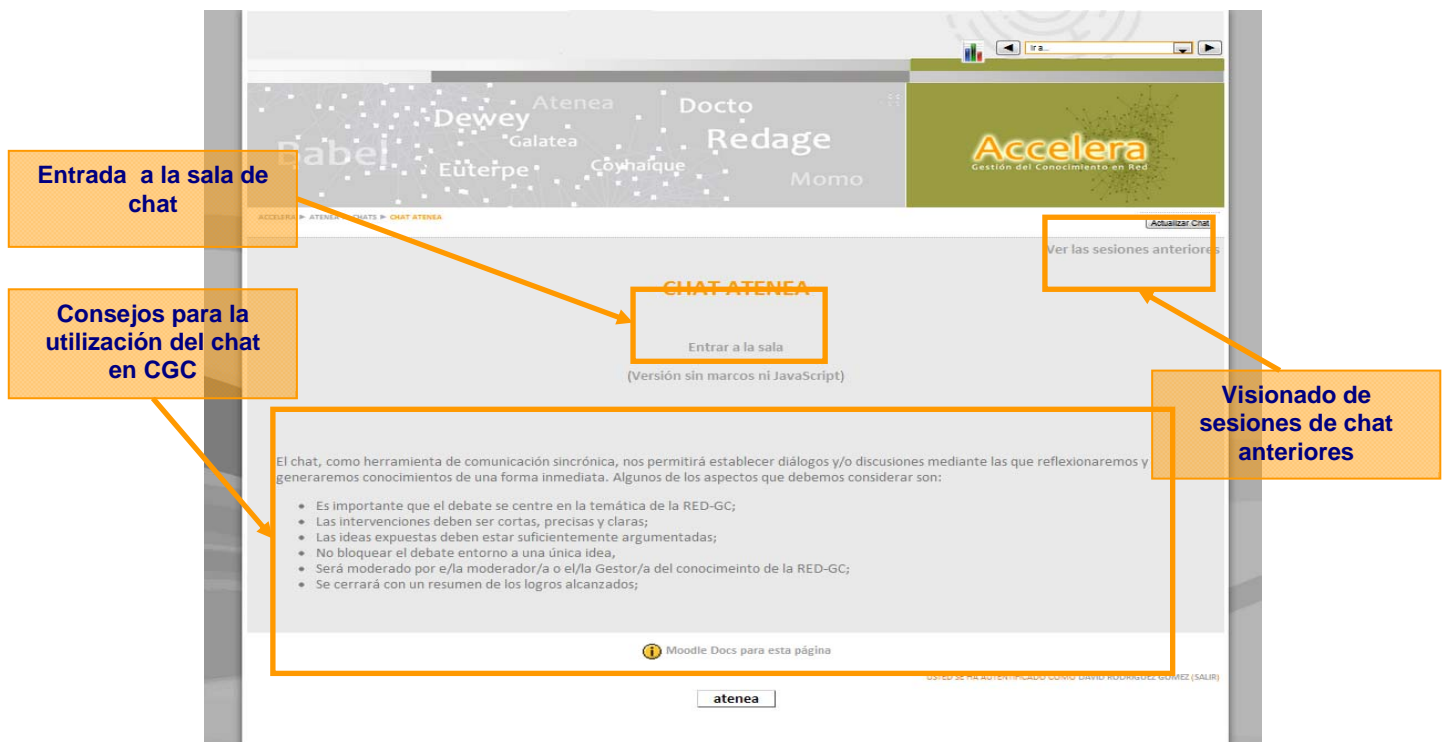 Ir a...
Atenea
Docto
Dewey
Galatea
Redage
Babel
Euterpe
Coyhaique
Momo
Accelera
Gestión del Conocimiento en Red
Entrada a la sala de
chat
ACCELERA ► ATENEA ► CHATS ► CHAT ATENEA
Actualizar Chat
Ver las sesiones anteriores
CHAT ATENEA
Consejos para la
utilización del chat
en CGC
Entrar a la sala
(Versión sin marcos ni JavaScript)
Visionado de
sesiones de chat
anteriores
El chat, como herramienta de comunicación sincrónica, nos permitirá establecer diálogos y/o discusiones mediante las que reflexionaremos y
generaremos conocimientos de una forma inmediata. Algunos de los aspectos que debemos considerar son:
• Es importante que el debate se centre en la temática de la RED-GC;
• Las intervenciones deben ser cortas, precisas y claras;
• Las ideas expuestas deben estar suficientemente argumentadas;
• No bloquear el debate entorno a una única idea,
• Será moderado por e/la moderador/a o el/la Gestor/a del conocimeinto de la RED-GC;
• Se cerrará con un resumen de los logros alcanzados;
Moodle Docs para esta página
USTED SE HA AUTENTIFICADO COMO DAVID RODRÍGUEZ GÓMEZ (SALIR)
atenea